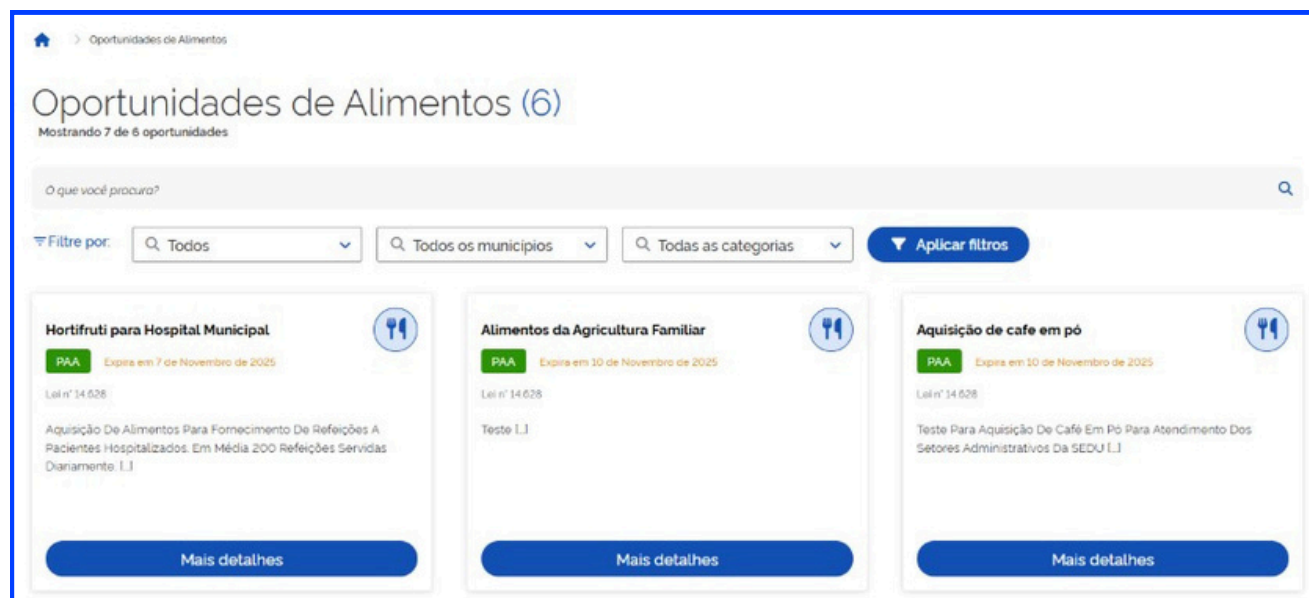 Oportunidades de Alimentos
Oportunidades de Alimentos (6)
Mostrando 7 de 6 oportunidades
O que você procura?
Filtre por:
Todos
Todos os municípios
Todas as categorias
Aplicar filtros
Hortifruti para Hospital Municipal
PAA Expira em 7 de Novembro de 2025
Lei nº 14.628
Aquisição De Alimentos Para Fornecimento De Refeições A
Pacientes Hospitalizados. Em Média 200 Refeições Servidas
Diariamente. [...]
Mais detalhes
Alimentos da Agricultura Familiar
PAA Expira em 10 de Novembro de 2025
Lei nº 14.628
Teste [...]
Mais detalhes
Aquisição de cafe em pó
PAA Expira em 10 de Novembro de 2025
Lei nº 14.628
Teste Para Aquisição De Café Em Pó Para Atendimento Dos
Setores Administrativos Da SEDU [...]
Mais detalhes